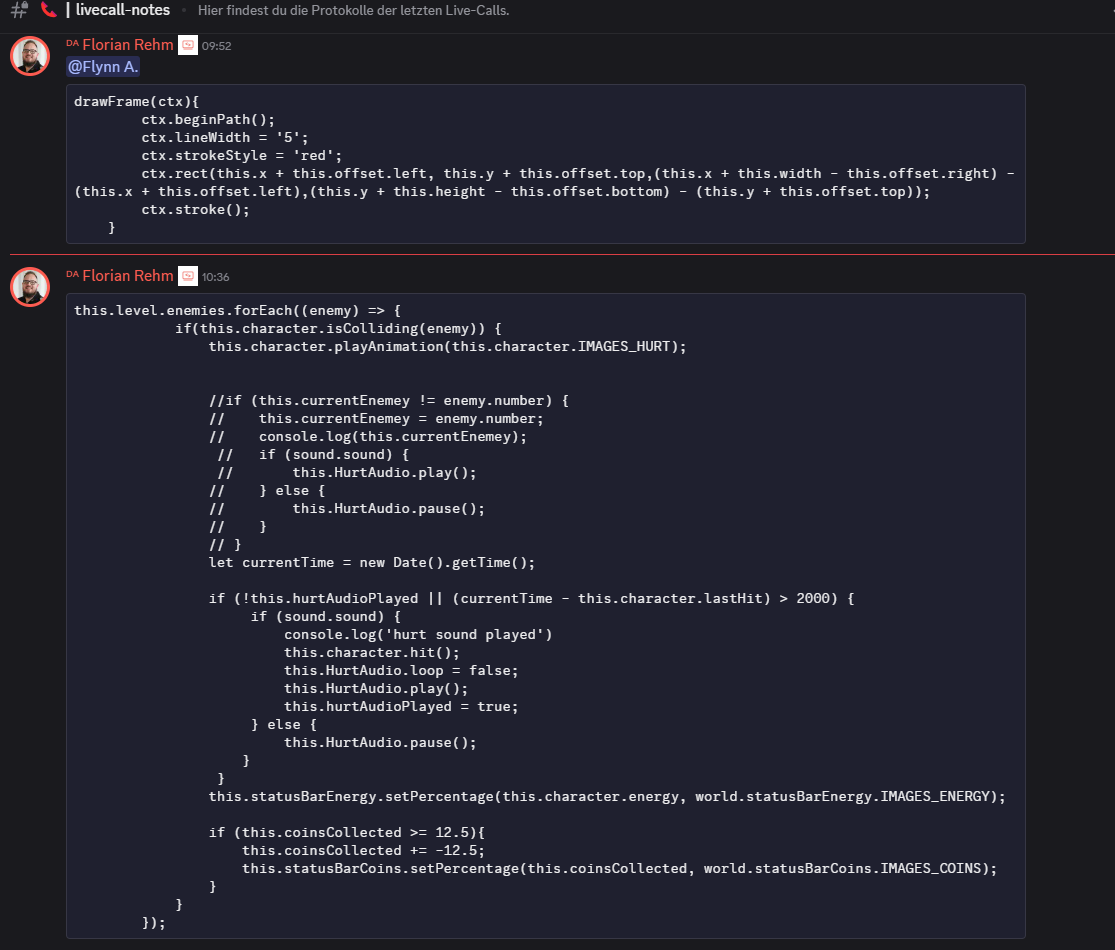 | livecall-notes • Hier findest du die Protokolle der letzten Live-Calls.
DA Florian Rehm 09:52
@Flynn A.
drawFrame(ctx){
        ctx.beginPath();
        ctx.lineWidth = '5';
        ctx.strokeStyle = 'red';
        ctx.rect(this.x + this.offset.left, this.y + this.offset.top,(this.x + this.width - this.offset.right) -
(this.x + this.offset.left),(this.y + this.height - this.offset.bottom) - (this.y + this.offset.top));
        ctx.stroke();
    }
DA Florian Rehm 10:36
this.level.enemies.forEach((enemy) => {
            if(this.character.isColliding(enemy)) {
                this.character.playAnimation(this.character.IMAGES_HURT);
                //if (this.currentEnemey != enemy.number) {
                //    this.currentEnemey = enemy.number;
                //    console.log(this.currentEnemey);
                 //   if (sound.sound) {
                 //       this.HurtAudio.play();
                //    } else {
                //        this.HurtAudio.pause();
                //    }
                // }
                let currentTime = new Date().getTime();
                if (!this.hurtAudioPlayed || (currentTime - this.character.lastHit) > 2000) {
                     if (sound.sound) {
                         console.log('hurt sound played')
                         this.character.hit();
                         this.HurtAudio.loop = false;
                         this.HurtAudio.play();
                         this.hurtAudioPlayed = true;
                     } else {
                         this.HurtAudio.pause();
                    }
                 }
                this.statusBarEnergy.setPercentage(this.character.energy, world.statusBarEnergy.IMAGES_ENERGY);
                if (this.coinsCollected >= 12.5){
                    this.coinsCollected += -12.5;
                    this.statusBarCoins.setPercentage(this.coinsCollected, world.statusBarCoins.IMAGES_COINS);
                }
            }
        });